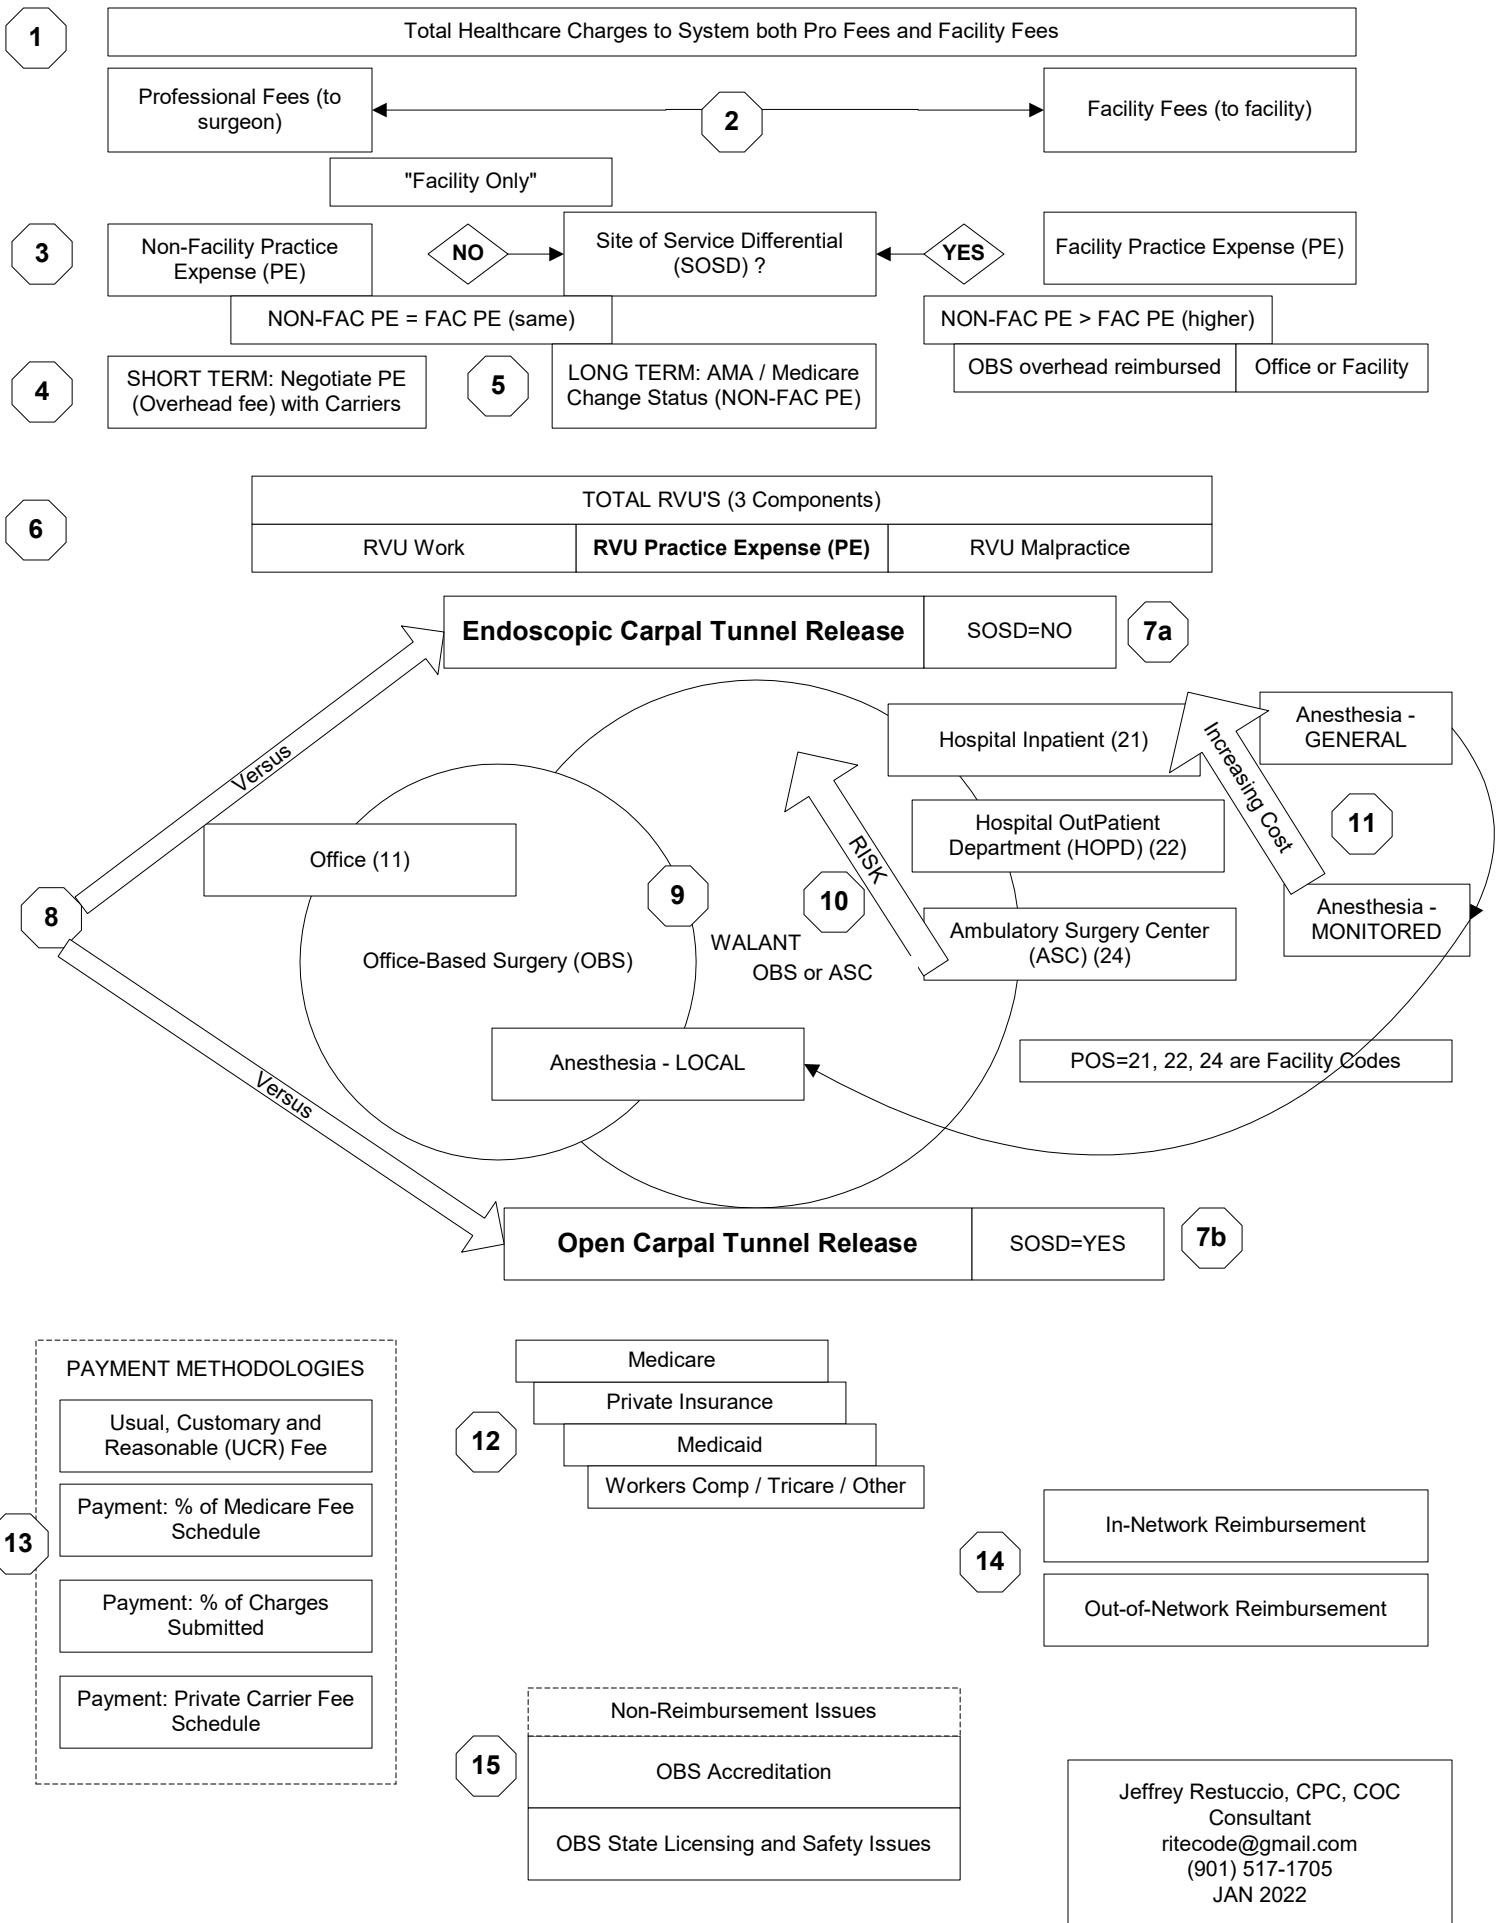 1
Total Healthcare Charges to System both Pro Fees and Facility Fees
Professional Fees (to
surgeon)
2
Facility Fees (to facility)
"Facility Only"
3
Non-Facility Practice
Expense (PE)
NO
Site of Service Differential
(SOSD) ?
YES
Facility Practice Expense (PE)
NON-FAC PE = FAC PE (same)
NON-FAC PE > FAC PE (higher)
OBS overhead reimbursed
Office or Facility
4
SHORT TERM: Negotiate PE
(Overhead fee) with Carriers
5
LONG TERM: AMA / Medicare
Change Status (NON-FAC PE)
6
TOTAL RVU'S (3 Components)
RVU Work
RVU Practice Expense (PE)
RVU Malpractice
Endoscopic Carpal Tunnel Release
SOSD=NO
7a
Versus
Hospital Inpatient (21)
Increasing Cost
Anesthesia -
GENERAL
Office (11)
RISK
Hospital OutPatient
Department (HOPD) (22)
11
8
9
10
Anesthesia -
MONITORED
WALANT
OBS or ASC
Ambulatory Surgery Center
(ASC) (24)
Office-Based Surgery (OBS)
Anesthesia - LOCAL
POS=21, 22, 24 are Facility Codes
Versus
Open Carpal Tunnel Release
SOSD=YES
7b
PAYMENT METHODOLOGIES
Usual, Customary and
Reasonable (UCR) Fee
13
Payment: % of Medicare Fee
Schedule
Payment: % of Charges
Submitted
Payment: Private Carrier Fee
Schedule
12
Medicare
Private Insurance
Medicaid
Workers Comp / Tricare / Other
14
In-Network Reimbursement
Out-of-Network Reimbursement
15
Non-Reimbursement Issues
OBS Accreditation
OBS State Licensing and Safety Issues
Jeffrey Restuccio, CPC, COC
Consultant
ritecode@gmail.com
(901) 517-1705
JAN 2022